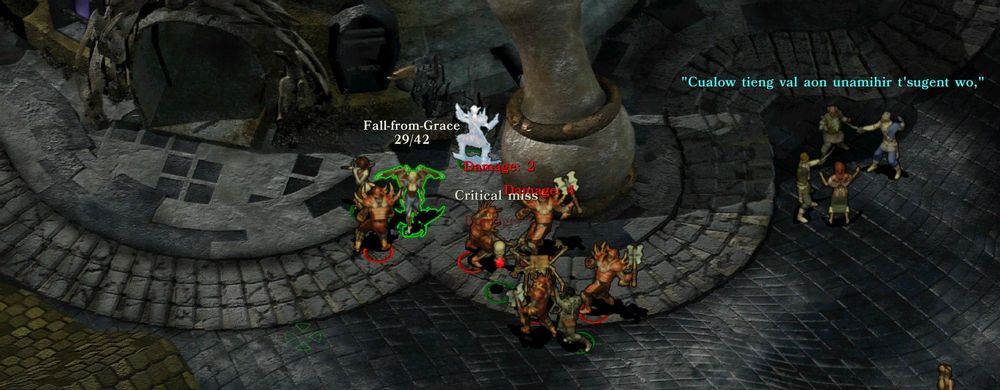 "Cualow tieng val aon unamihir t'sugent wo,"
Fall-from-Grace
29/42
Damage: 2
Critical miss